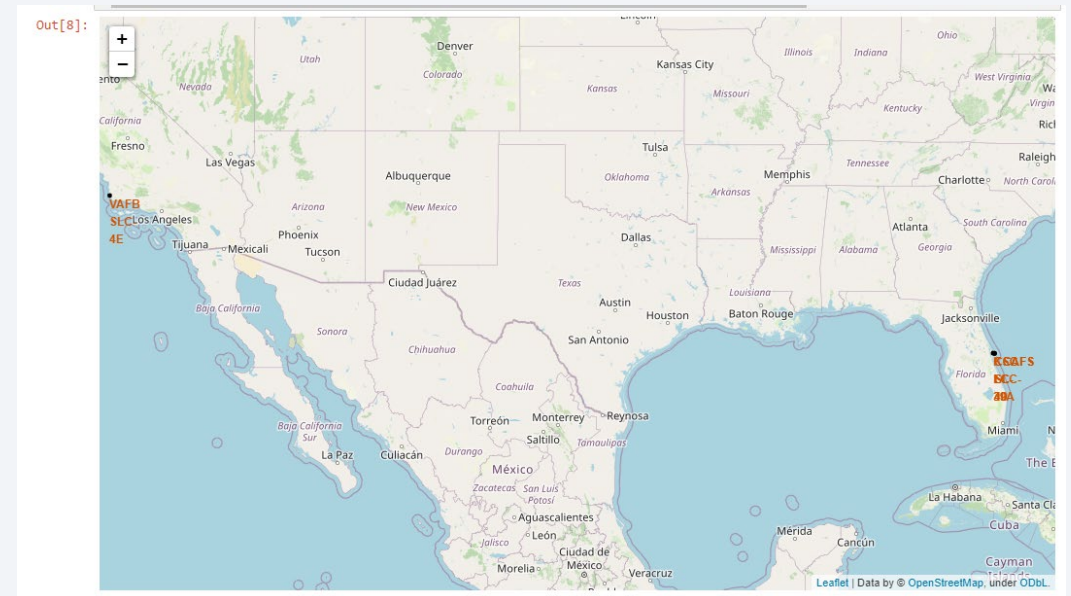 Out[8]:
+
−
Lincoln
Denver
Utah
Colorado
Nevada
Kansas City
Kansas
Missouri
Illinois
Indiana
Ohio
West Virginia
Kentucky
California
Fresno
Las Vegas
Tulsa
Raleigh
Albuquerque
Oklahoma
Memphis
Tennessee
Charlotte
North Carol
Arkansas
VAFB
SLC-
4E
Los Angeles
Arizona
New Mexico
Phoenix
Tucson
Tijuana
Mexicali
Dallas
Atlanta
South Carolina
Mississippi
Alabama
Georgia
Ciudad Juárez
Texas
Louisiana
Austin
Houston
Baton Rouge
Jacksonville
Baja California
Sonora
San Antonio
Chihuahua
Florida
Coahuila
Miami
Torreón
Monterrey
Reynosa
Baja California
Sur
Saltillo
Tamaulipas
La Paz
Culiacán
Durango
México
Zacatecas
San Luis
Potosí
The B
La Habana
Santa Cla
Cuba
Aguascalientes
León
Jalisco
Ciudad de
México
Morelia
Veracruz
Mérida
Cancún
Cayman
Leaflet | Data by © OpenStreetMap, under ODbL.